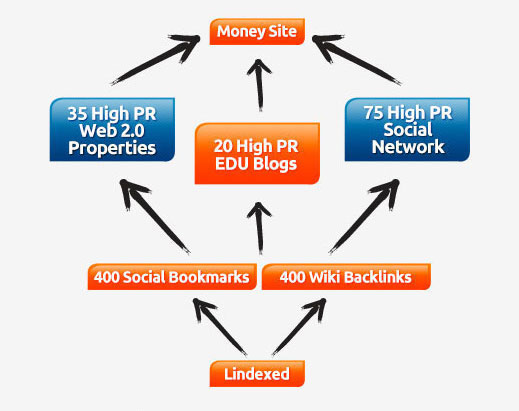 Money Site
35 High PR
Web 2.0
Properties
20 High PR
EDU Blogs
75 High PR
Social
Network
400 Social Bookmarks
400 Wiki Backlinks
Lindexed